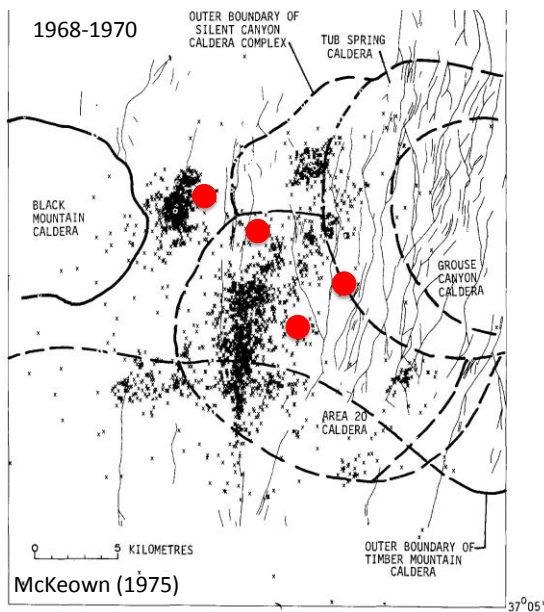 1968-1970
OUTER BOUNDARY OF
SILENT CANYON
CALDERA COMPLEX
TUB SPRING
CALDERA
BLACK
MOUNTAIN
CALDERA
GROUSE
CANYON
CALDERA
AREA 20
CALDERA
0 5 KILOMETRES
OUTER BOUNDARY OF
TIMBER MOUNTAIN
CALDERA
McKeown (1975)
37°05'